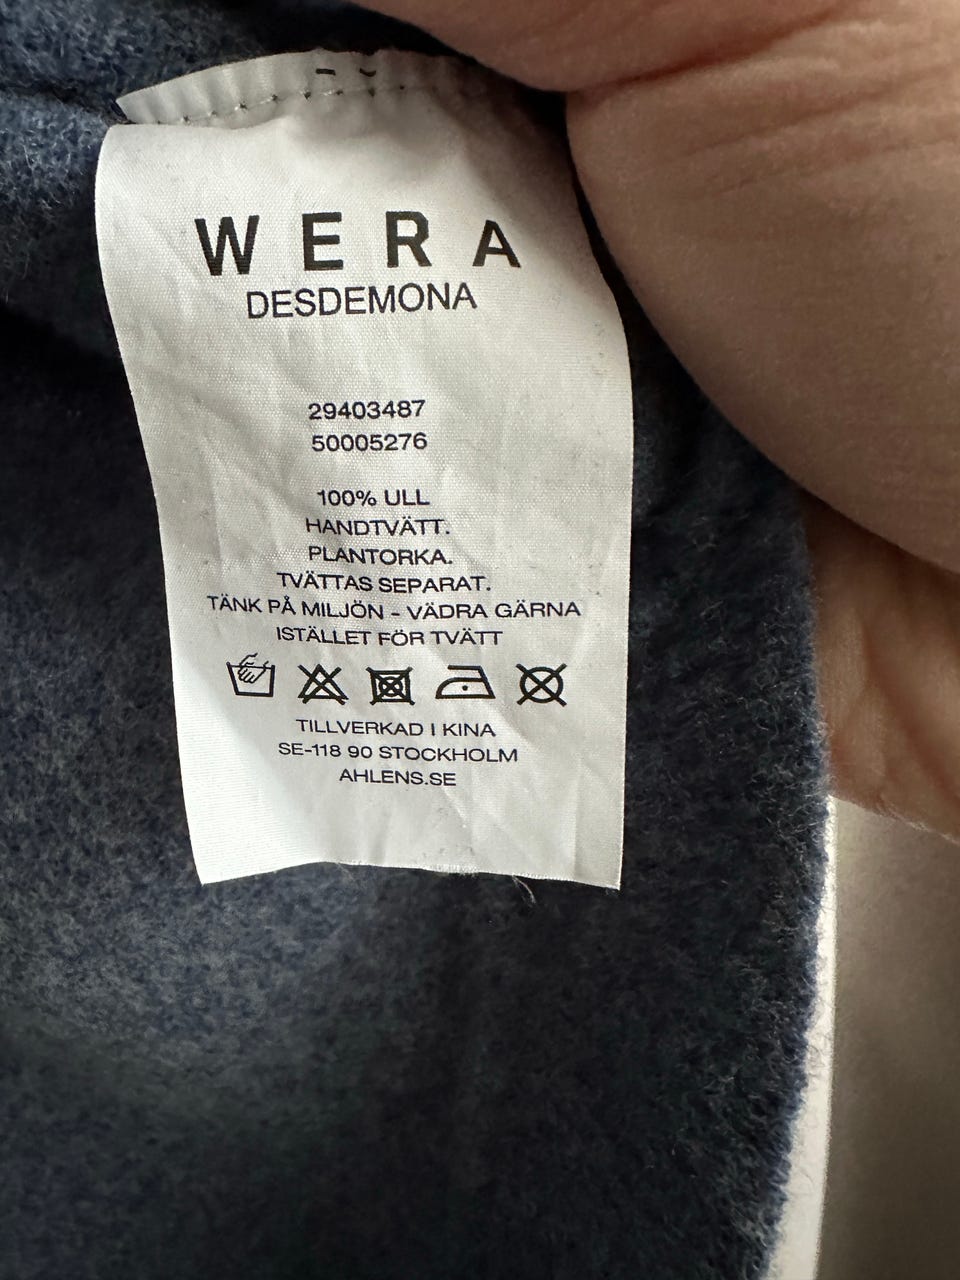 WERA
DESDEMONA
29403487
50005276
100% ULL
HANDTVÄTT.
PLANTORKA.
TVÄTTAS SEPARAT.
TÄNK PÅ MILJÖN - VÄDRA GÄRNA
ISTÄLLET FÖR TVÄTT
TILLVERKAD I KINA
SE-118 90 STOCKHOLM
AHLENS.SE